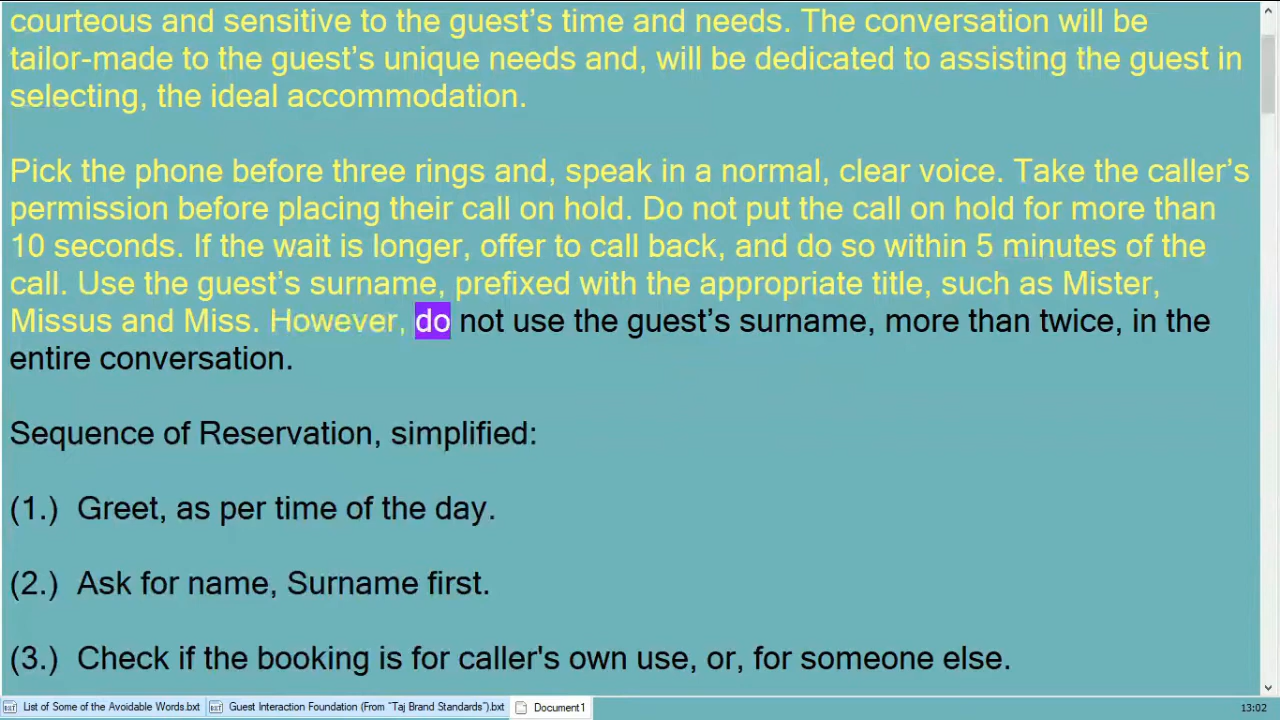 courteous and sensitive to the guest’s time and needs. The conversation will be
tailor-made to the guest’s unique needs and, will be dedicated to assisting the guest in
selecting, the ideal accommodation.
Pick the phone before three rings and, speak in a normal, clear voice. Take the caller’s
permission before placing their call on hold. Do not put the call on hold for more than
10 seconds. If the wait is longer, offer to call back, and do so within 5 minutes of the
call. Use the guest’s surname, prefixed with the appropriate title, such as Mister,
Missus and Miss. However, do not use the guest’s surname, more than twice, in the
entire conversation.
Sequence of Reservation, simplified:
(1.) Greet, as per time of the day.
(2.) Ask for name, Surname first.
(3.) Check if the booking is for caller's own use, or, for someone else.
List of Some of the Avoidable Words.bxt Guest Interaction Foundation (From "Taj Brand Standards").bxt Document1 13:02